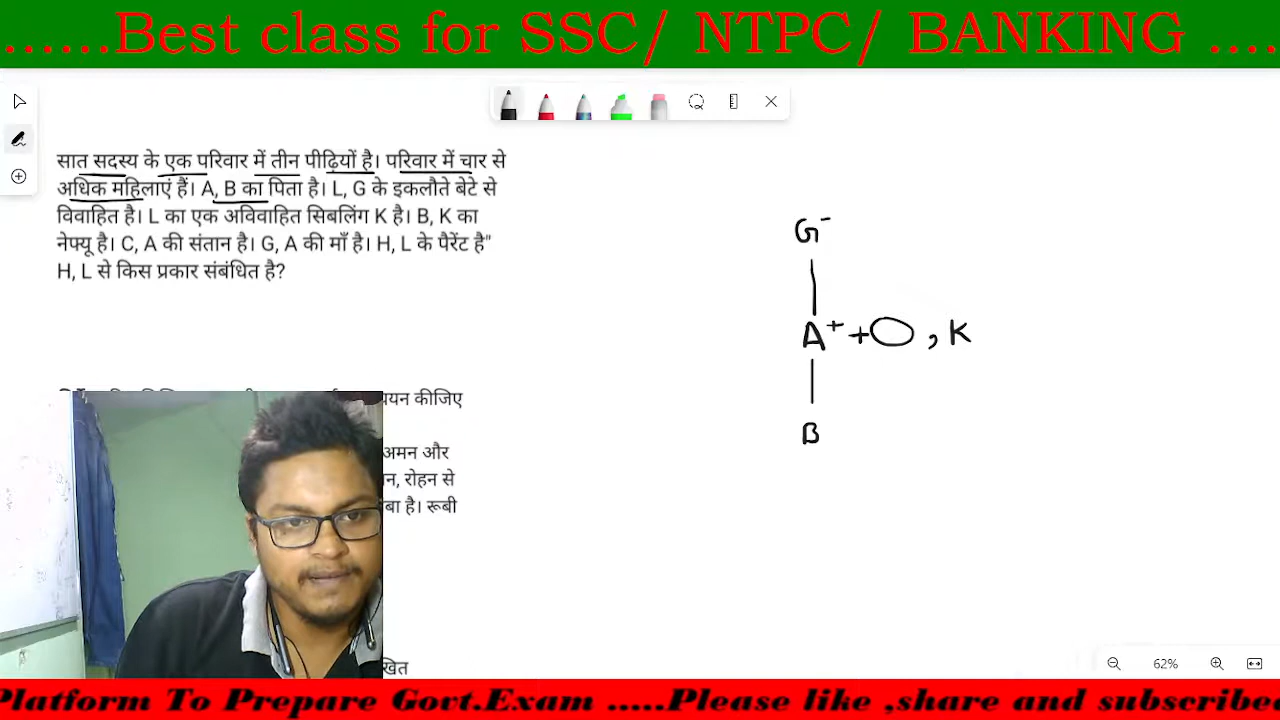 ......Best class for SSC/ NTPC/ BANKING ....
सात सदस्य के एक परिवार में तीन पीढ़ियों है। परिवार में चार से
अधिक महिलाएं हैं। A, B का पिता है। L, G के इकलौते बेटे से
विवाहित है। L का एक अविवाहित सिबलिंग K है। B, K का
नेफ्यू है। C, A की संतान है। G, A की माँ है। H, L के पैरेंट है"
H, L से किस प्रकार संबंधित है?
G-
A+ + , K
B
यन कीजिए
अमन और
न, रोहन से
बा है। रूबी
खित
62%
Platform To Prepare Govt.Exam .....Please like ,share and subscribe